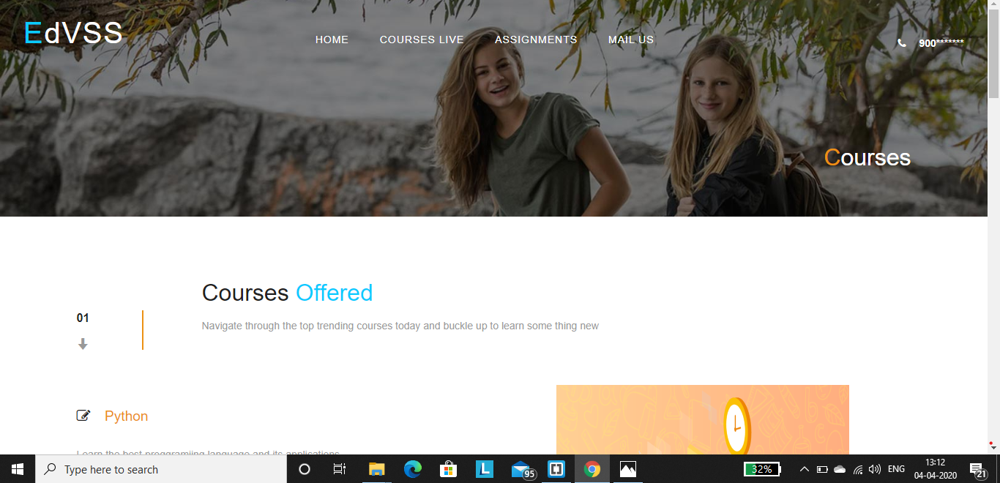 EdVSS
HOME COURSES LIVE ASSIGNMENTS MAIL US
900*******
Courses
Courses Offered
01
Navigate through the top trending courses today and buckle up to learn some thing new
Python
Learn the best programiing language and its applications
Type here to search
L
95
32%
ENG
13:12
04-04-2020
21